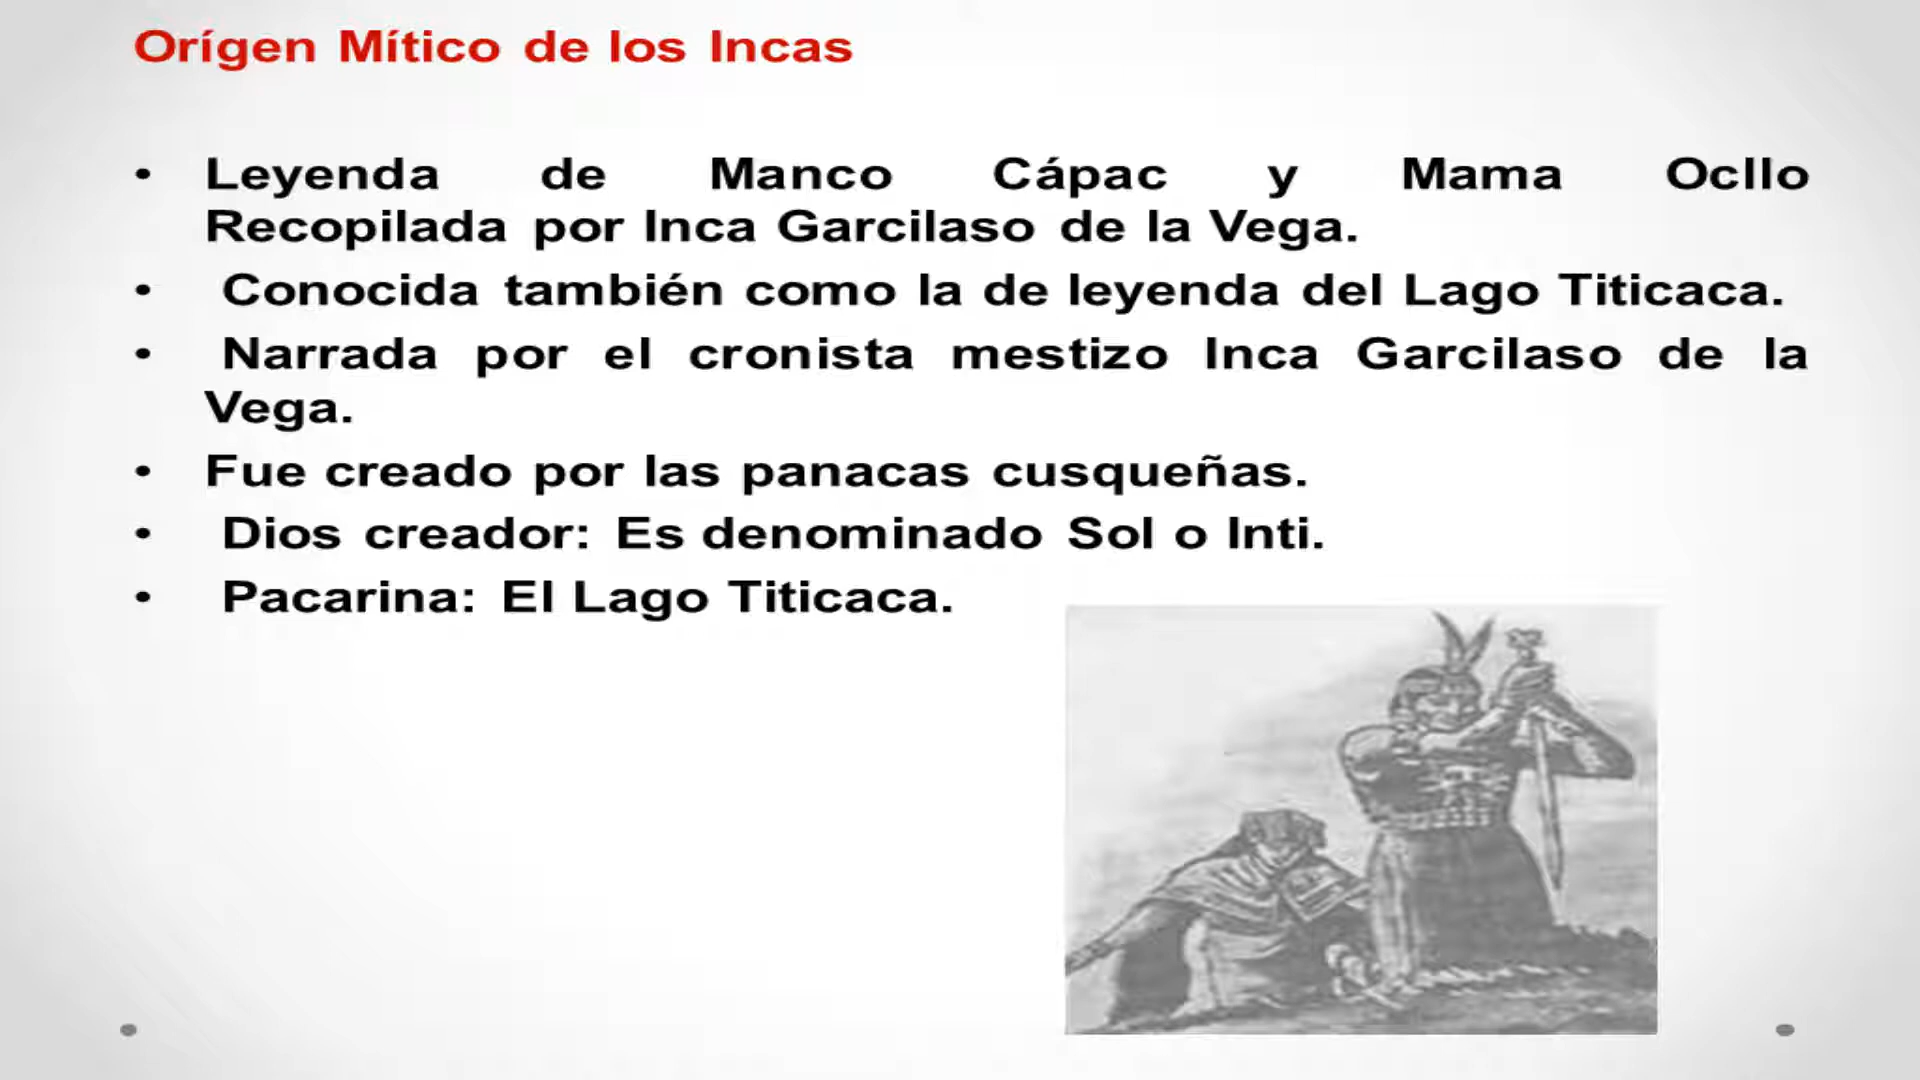 Orígen Mítico de los Incas
• Leyenda de Manco Cápac y Mama Ocllo
Recopilada por Inca Garcilaso de la Vega.
• Conocida también como la de leyenda del Lago Titicaca.
• Narrada por el cronista mestizo Inca Garcilaso de la
Vega.
• Fue creado por las panacas cusqueñas.
• Dios creador: Es denominado Sol o Inti.
• Pacarina: El Lago Titicaca.